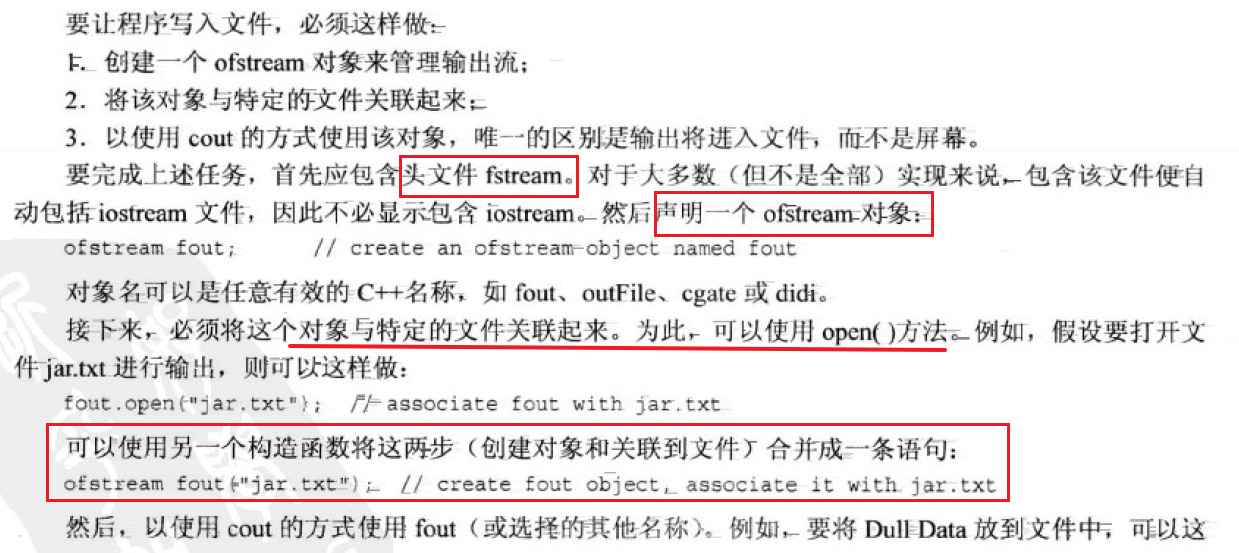 要让程序写入文件，必须这样做：
1．创建一个 ofstream 对象来管理输出流；
2．将该对象与特定的文件关联起来；
3．以使用 cout 的方式使用该对象，唯一的区别是输出将进入文件，而不是屏幕。
要完成上述任务，首先应包含头文件 fstream。对于大多数（但不是全部）实现来说，包含该文件便自
动包括 iostream 文件，因此不必显示包含 iostream。然后声明一个 ofstream 对象：
ofstream fout; // create an ofstream object named fout
对象名可以是任意有效的 C++名称，如 fout、outFile、cgate 或 didi。
接下来，必须将这个对象与特定的文件关联起来。为此，可以使用 open( )方法。例如，假设要打开文
件 jar.txt 进行输出，则可以这样做：
fout.open("jar.txt"); // associate fout with jar.txt
可以使用另一个构造函数将这两步（创建对象和关联到文件）合并成一条语句：
ofstream fout("jar.txt"); // create fout object, associate it with jar.txt
然后，以使用 cout 的方式使用 fout（或选择的其他名称）。例如，要将 Dull Data 放到文件中，可以这